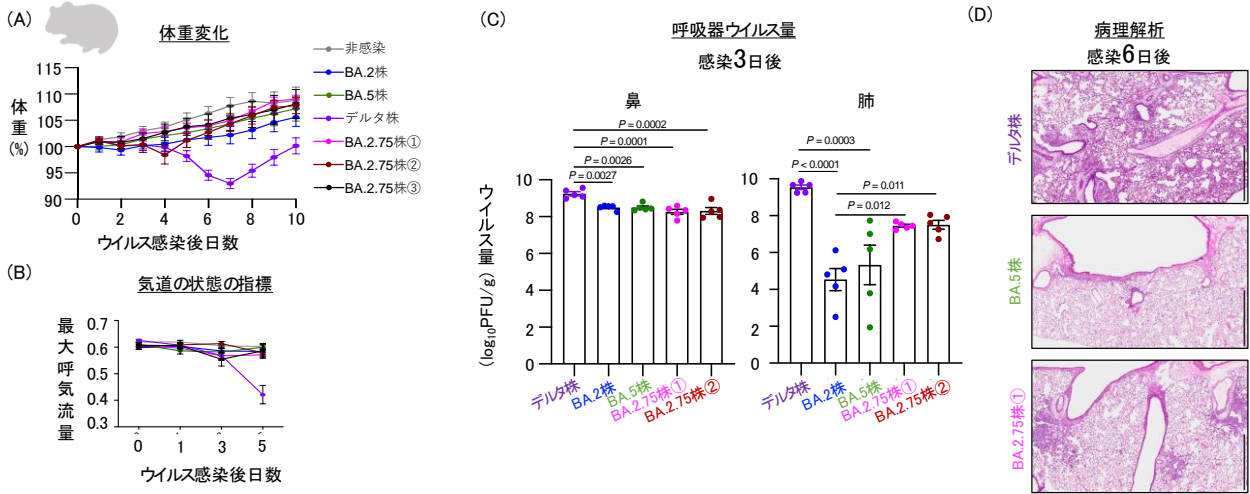 (A)
体重変化
体重
(%)
115
110
105
100
95
90
0
2
4
6
8
10
ウイルス感染後日数
非感染
BA.2株
BA.5株
デルタ株
BA.2.75株①
BA.2.75株②
BA.2.75株③
(B)
気道の状態の指標
最大呼気流量
0.7
0.6
0.5
0.4
0.3
0
1
3
5
ウイルス感染後日数
(C)
呼吸器ウイルス量
感染3日後
ウイルス量
(log10PFU/g)
鼻
P = 0.0002
P = 0.0001
P = 0.0026
P = 0.0027
10
8
6
4
2
0
デルタ株
BA.2株
BA.5株
BA.2.75株①
BA.2.75株②
肺
P = 0.0003
P < 0.0001
P = 0.011
P = 0.012
10
8
6
4
2
0
デルタ株
BA.2株
BA.5株
BA.2.75株①
BA.2.75株②
(D)
病理解析
感染6日後
デルタ株
BA.5株
BA.2.75株①